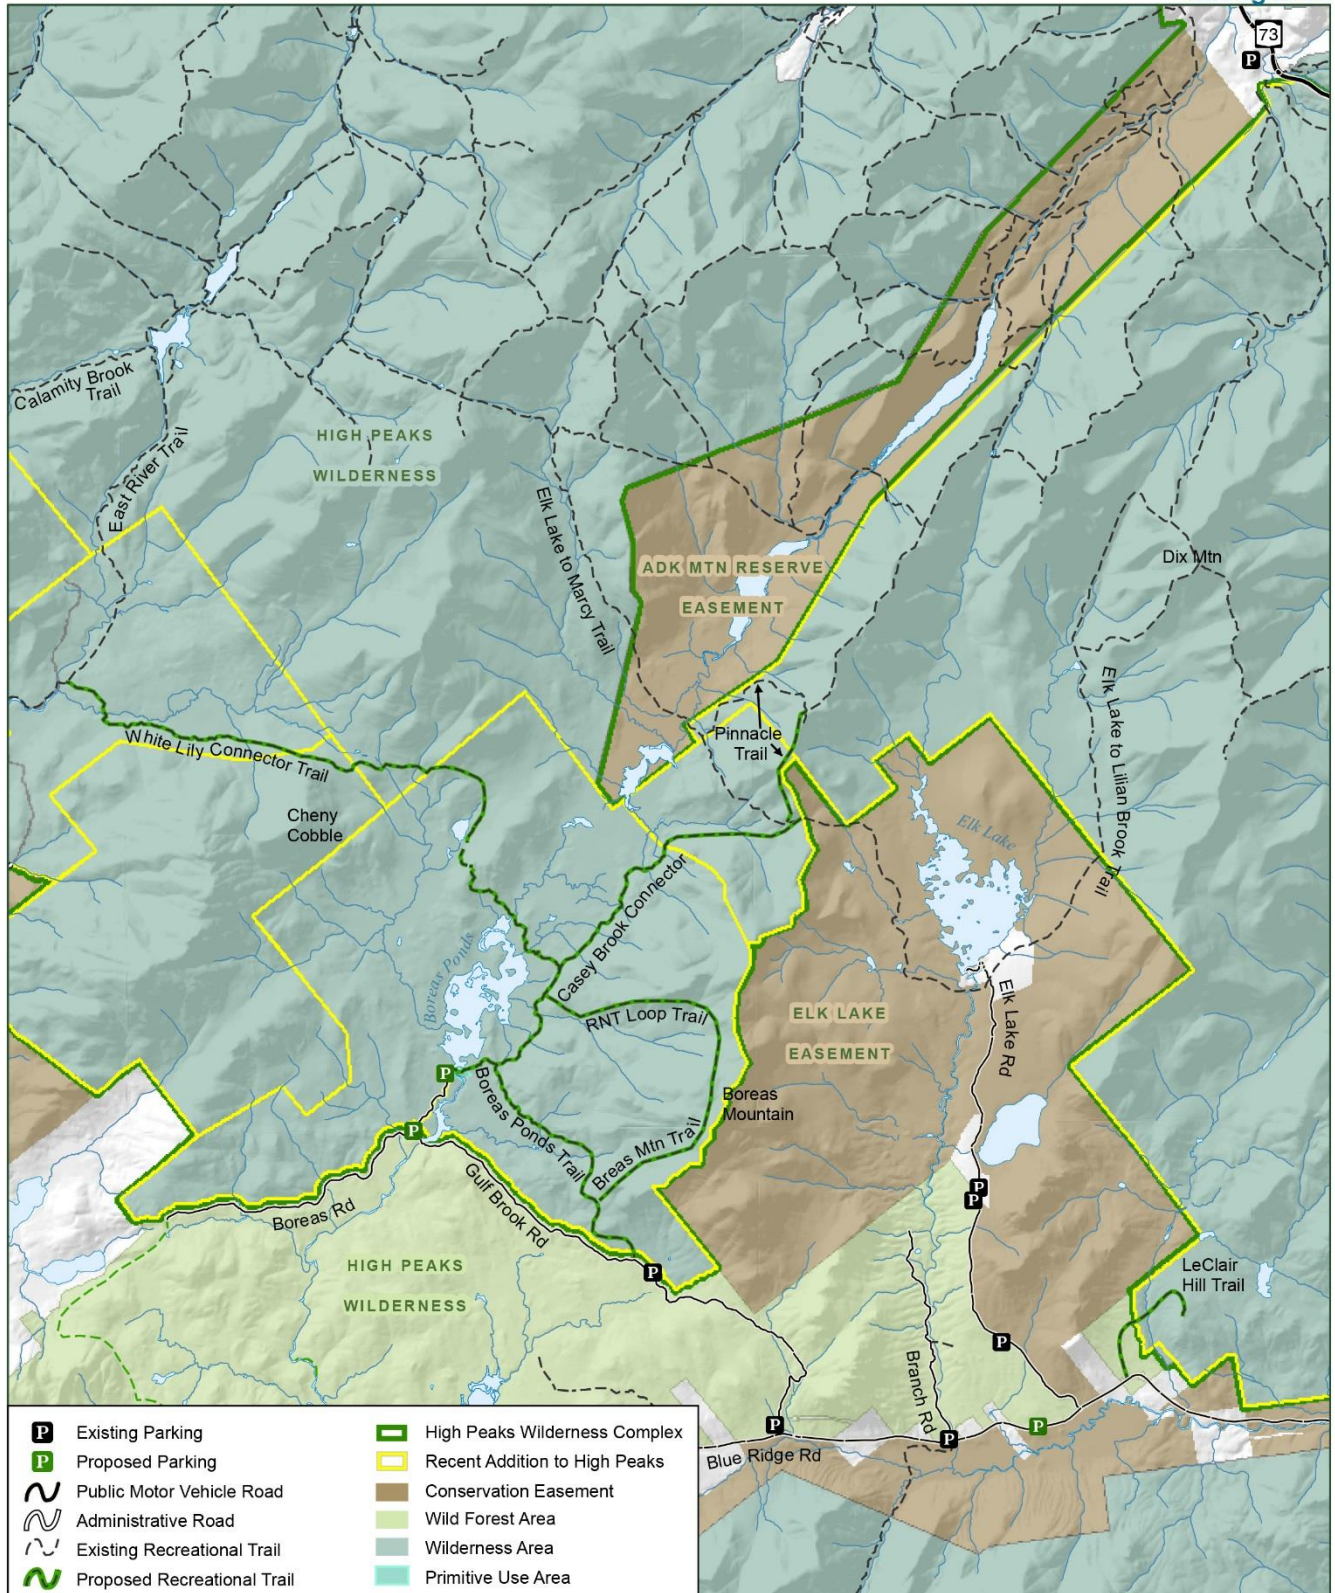 73
P
Calamity Brook
Trail
East River Trail
HIGH PEAKS
WILDERNESS
Elk Lake to Marcy Trail
ADK MTN RESERVE
EASEMENT
Dix Mtn
Elk Lake to Lilian Brook Trail
Pinnacle
Trail
White Lily Connector Trail
Cheny
Cobble
Elk Lake
Casey Brook Connector
Boreas Ponds
RNT Loop Trail
ELK LAKE
EASEMENT
Elk Lake Rd
P
Boreas Ponds Trail
Boreas
Mountain
Breas Mtn Trail
P
Gulf Brook Rd
Boreas Rd
P
P
HIGH PEAKS
WILDERNESS
P
LeClair
Hill Trail
P
Branch Rd
P
P
P
Blue Ridge Rd
P Existing Parking
P Proposed Parking
Public Motor Vehicle Road
Administrative Road
Existing Recreational Trail
Proposed Recreational Trail
High Peaks Wilderness Complex
Recent Addition to High Peaks
Conservation Easement
Wild Forest Area
Wilderness Area
Primitive Use Area